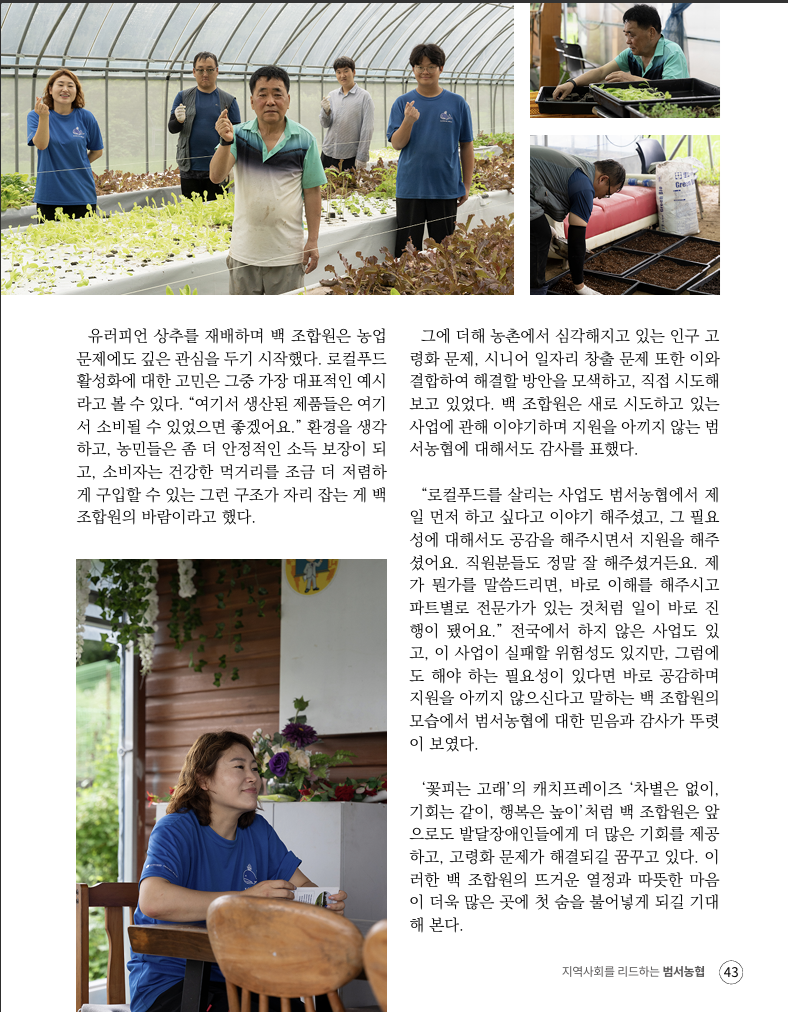 유러피언 상추를 재배하며 백 조합원은 농업
문제에도 깊은 관심을 두기 시작했다. 로컬푸드
활성화에 대한 고민은 그중 가장 대표적인 예시
라고 볼 수 있다. “여기서 생산된 제품들은 여기
서 소비될 수 있었으면 좋겠어요.” 환경을 생각
하고, 농민들은 좀 더 안정적인 소득 보장이 되
고, 소비자는 건강한 먹거리를 조금 더 저렴하
게 구입할 수 있는 그런 구조가 자리 잡는 게 백
조합원의 바람이라고 했다.
그에 더해 농촌에서 심각해지고 있는 인구 고
령화 문제, 시니어 일자리 창출 문제 또한 이와
결합하여 해결할 방안을 모색하고, 직접 시도해
보고 있었다. 백 조합원은 새로 시도하고 있는
사업에 관해 이야기하며 지원을 아끼지 않는 범
서농협에 대해서도 감사를 표했다.
“로컬푸드를 살리는 사업도 범서농협에서 제
일 먼저 하고 싶다고 이야기 해주셨고, 그 필요
성에 대해서도 공감을 해주시면서 지원을 해주
셨어요. 직원분들도 정말 잘 해주셨거든요. 제
가 뭔가를 말씀드리면, 바로 이해를 해주시고
파트별로 전문가가 있는 것처럼 일이 바로 진
행이 됐어요.” 전국에서 하지 않은 사업도 있
고, 이 사업이 실패할 위험성도 있지만, 그럼에
도 해야 하는 필요성이 있다면 바로 공감하며
지원을 아끼지 않으신다고 말하는 백 조합원의
모습에서 범서농협에 대한 믿음과 감사가 뚜렷
이 보였다.
‘꽃피는 고래’의 캐치프레이즈 ‘차별은 없이,
기회는 같이, 행복은 높이’처럼 백 조합원은 앞
으로도 발달장애인들에게 더 많은 기회를 제공
하고, 고령화 문제가 해결되길 꿈꾸고 있다. 이
러한 백 조합원의 뜨거운 열정과 따뜻한 마음
이 더욱 많은 곳에 첫 숨을 불어넣게 되길 기대
해 본다.
지역사회를 리드하는 범서농협 43